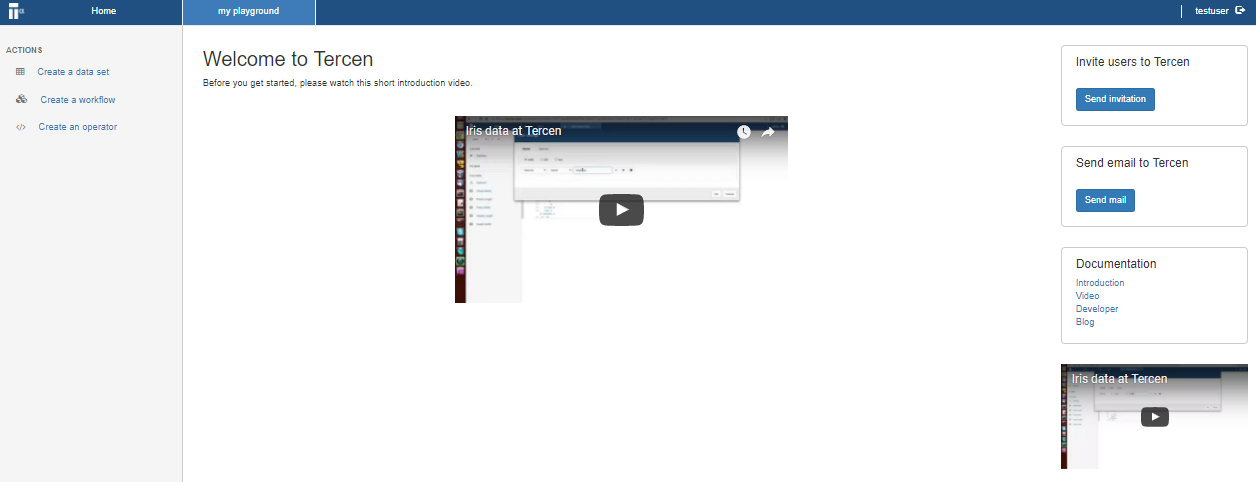 Home
my playground
testuser
ACTIONS
Create a data set
Create a workflow
Create an operator
Welcome to Tercen
Before you get started, please watch this short introduction video.
Iris data at Tercen
Invite users to Tercen
Send invitation
Send email to Tercen
Send mail
Documentation
Introduction
Video
Developer
Blog
Iris data at Tercen